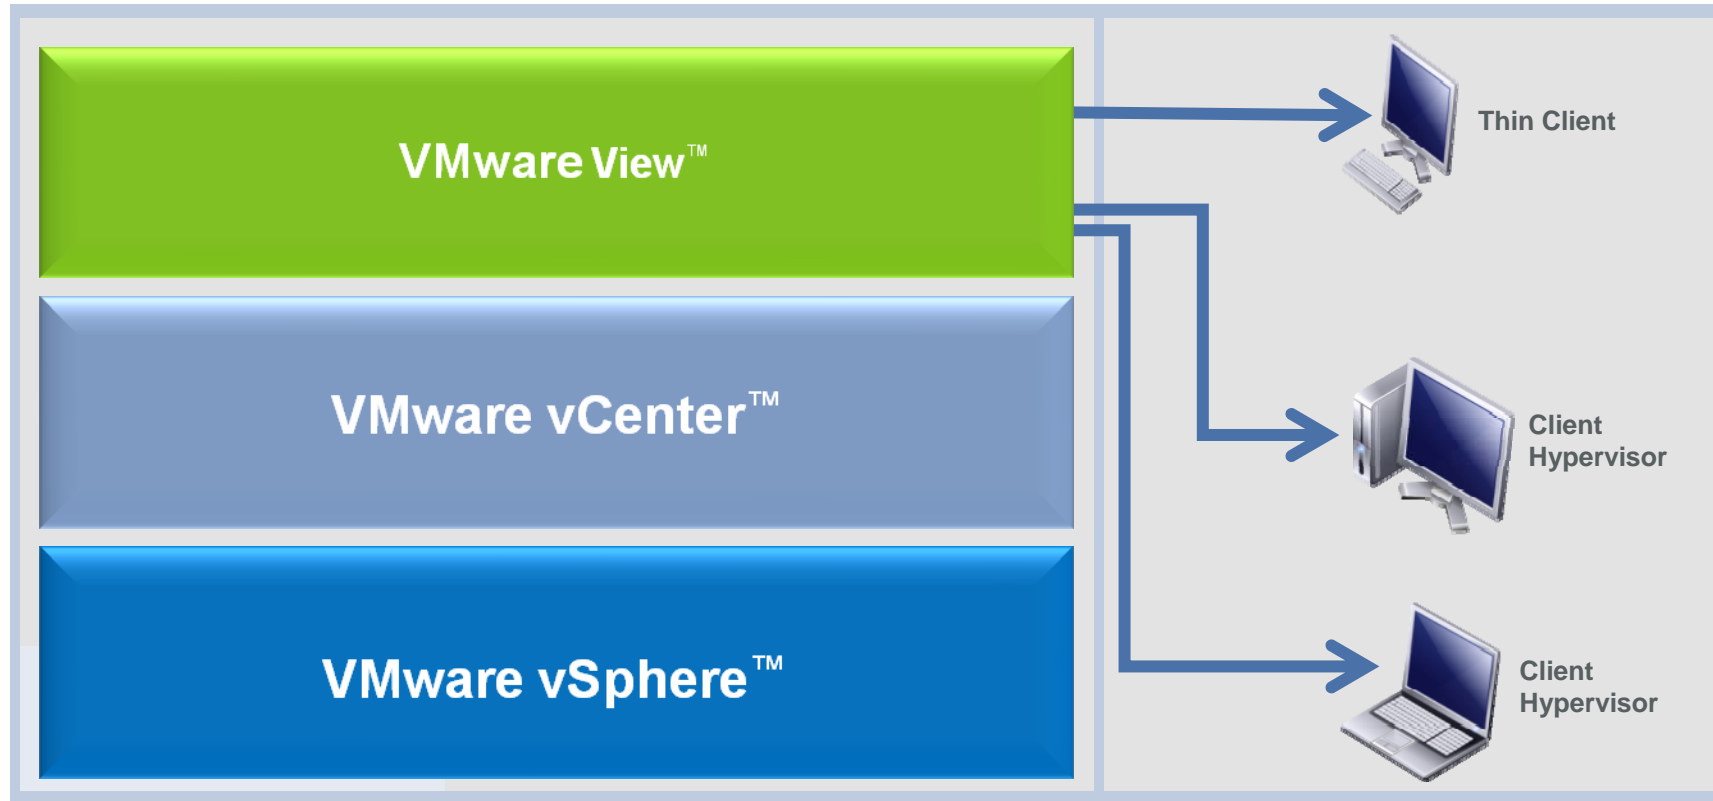 VMware View™
Thin Client
VMware vCenter™
Client
Hypervisor
VMware vSphere™
Client
Hypervisor